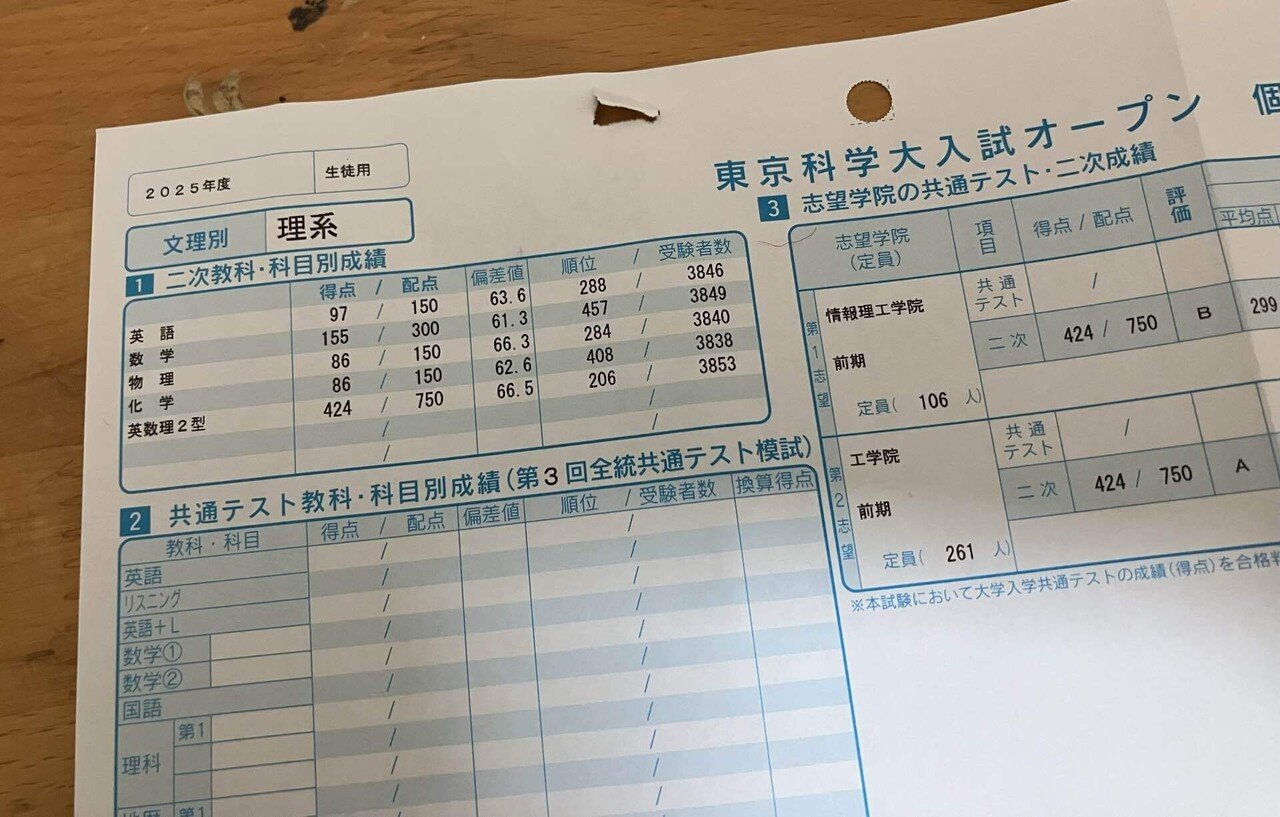 2025年度 生徒用
文理別 理系
1 二次教科・科目別成績
得点 / 配点 偏差値 順位 / 受験者数
英語 97 / 150 63.6 288 / 3846
数学 155 / 300 61.3 457 / 3849
物理 86 / 150 66.3 284 / 3840
化学 86 / 150 62.6 408 / 3838
英数理2型 424 / 750 66.5 206 / 3853
/ /
/ /
2 共通テスト教科・科目別成績(第3回全統共通テスト模試)
教科・科目 得点 / 配点 偏差値 順位 / 受験者数 換算得点
英語 / /
リスニング / /
英語+L / /
数学① / /
数学② / /
国語 / /
理科 第1 / /
/ /
/ /
第1 / /
東京科学大入試オープン 個
3 志望学院の共通テスト・二次成績
志望学院(定員) 項目 得点 / 配点 評価 平均点
第1志望 情報理工学院 共通テスト /
前期 二次 424 / 750 B 299
定員( 106 人)
第2志望 工学院 共通テスト /
前期 二次 424 / 750 A
定員( 261 人)
※本試験において大学入学共通テストの成績(得点)を合格